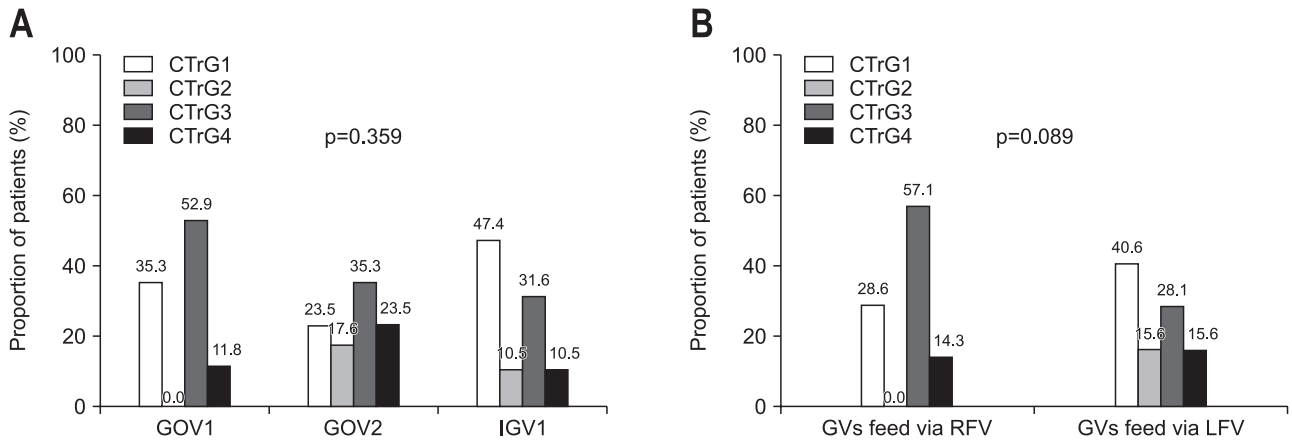 A
Proportion of patients (%)
100
80
60
40
20
0
CTrG1
CTrG2
CTrG3
CTrG4
p=0.359
35.3
0.0
52.9
11.8
23.5
17.6
35.3
23.5
47.4
10.5
31.6
10.5
GOV1
GOV2
IGV1
B
Proportion of patients (%)
100
80
60
40
20
0
CTrG1
CTrG2
CTrG3
CTrG4
p=0.089
28.6
0.0
57.1
14.3
40.6
15.6
28.1
15.6
GVs feed via RFV
GVs feed via LFV